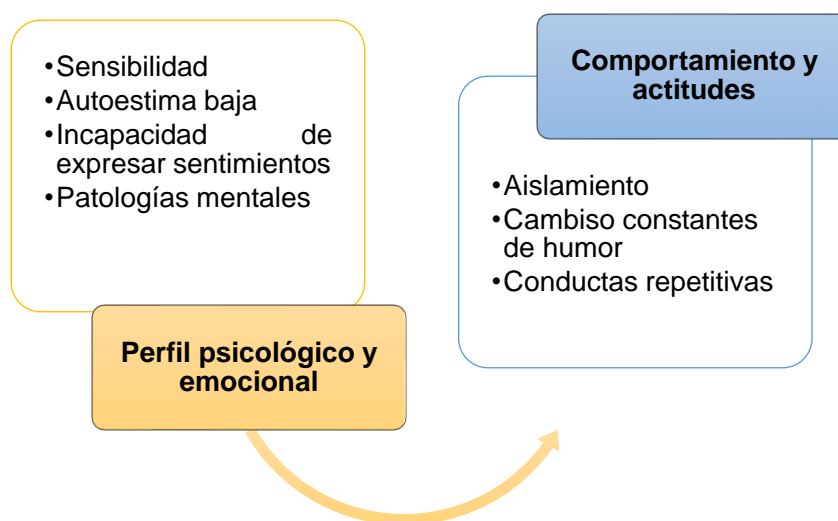 •Sensibilidad
•Autoestima baja
•Incapacidad de
expresar sentimientos
•Patologías mentales
Perfil psicológico y
emocional
Comportamiento y
actitudes
•Aislamiento
•Cambiso constantes
de humor
•Conductas repetitivas